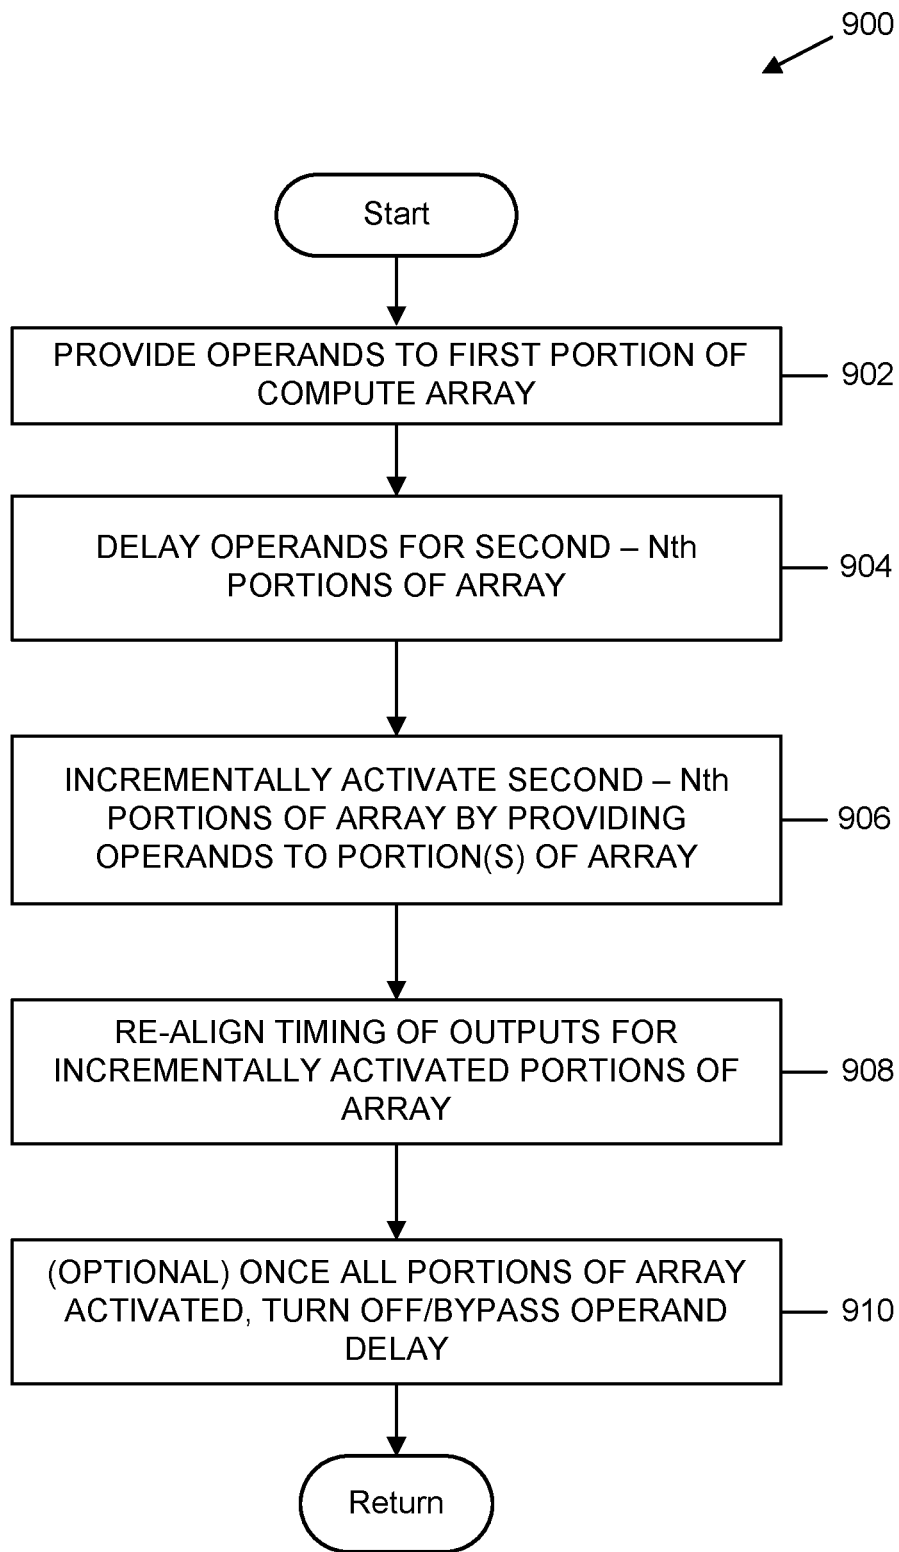 900
Start
PROVIDE OPERANDS TO FIRST PORTION OF
COMPUTE ARRAY
902
DELAY OPERANDS FOR SECOND – Nth
PORTIONS OF ARRAY
904
INCREMENTALLY ACTIVATE SECOND – Nth
PORTIONS OF ARRAY BY PROVIDING
OPERANDS TO PORTION(S) OF ARRAY
906
RE-ALIGN TIMING OF OUTPUTS FOR
INCREMENTALLY ACTIVATED PORTIONS OF
ARRAY
908
(OPTIONAL) ONCE ALL PORTIONS OF ARRAY
ACTIVATED, TURN OFF/BYPASS OPERAND
DELAY
910
Return